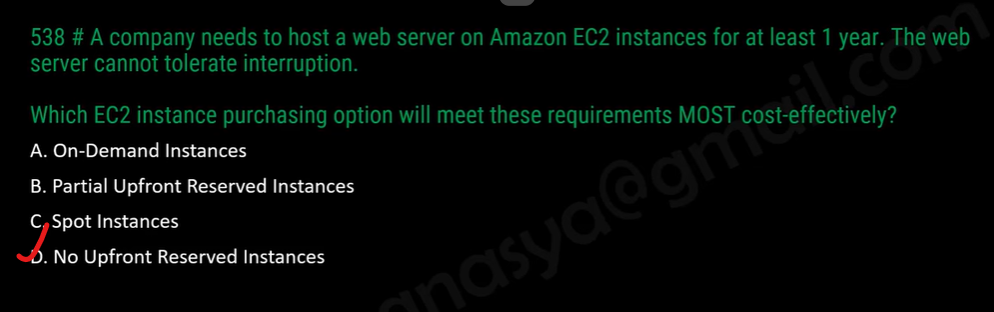 538 # A company needs to host a web server on Amazon EC2 instances for at least 1 year. The web
server cannot tolerate interruption.
Which EC2 instance purchasing option will meet these requirements MOST cost-effectively?
A. On-Demand Instances
B. Partial Upfront Reserved Instances
C. Spot Instances
D. No Upfront Reserved Instances